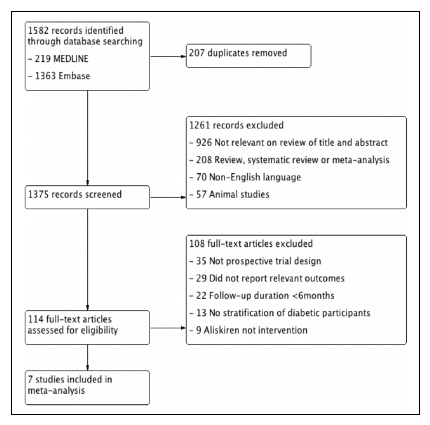 1582 records identified
through database searching
- 219 MEDLINE
- 1363 Embase
207 duplicates removed
1261 records excluded
- 926 Not relevant on review of title and abstract
- 208 Review, systematic review or meta-analysis
- 70 Non-English language
- 57 Animal studies
1375 records screened
108 full-text articles excluded
- 35 Not prospective trial design
- 29 Did not report relevant outcomes
- 22 Follow-up duration <6months
- 13 No stratification of diabetic participants
- 9 Aliskiren not intervention
114 full-text articles
assessed for eligibility
7 studies included in
meta-analysis